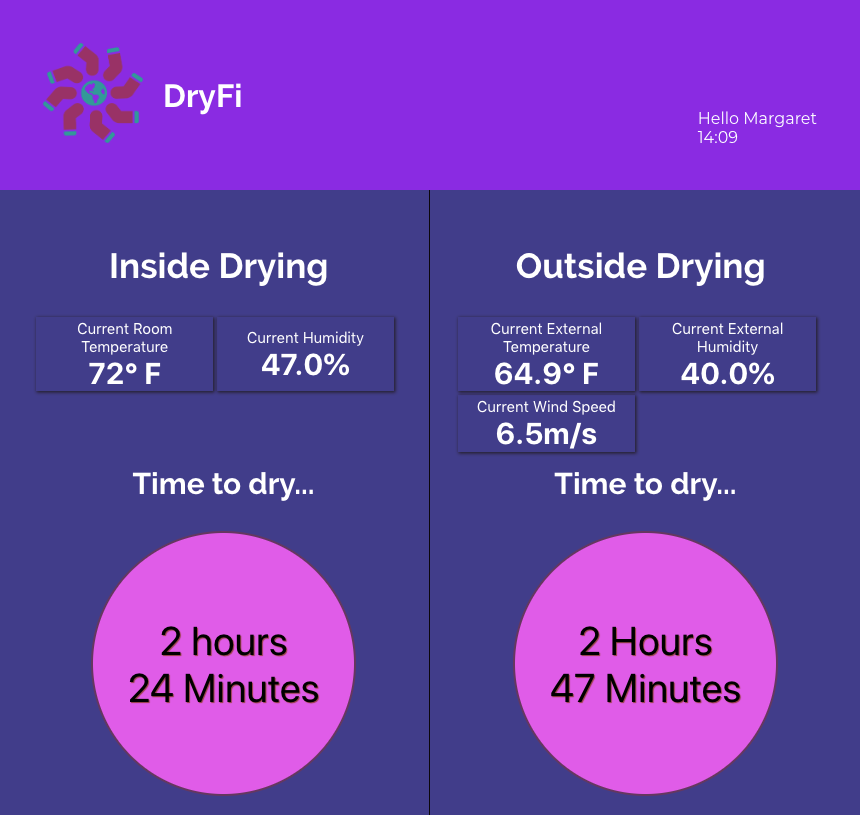 DryFi
Hello Margaret
14:09
Inside Drying
Current Room
Temperature
72° F
Current Humidity
47.0%
Time to dry...
2 hours
24 Minutes
Outside Drying
Current External
Temperature
64.9° F
Current External
Humidity
40.0%
Current Wind Speed
6.5m/s
Time to dry...
2 Hours
47 Minutes